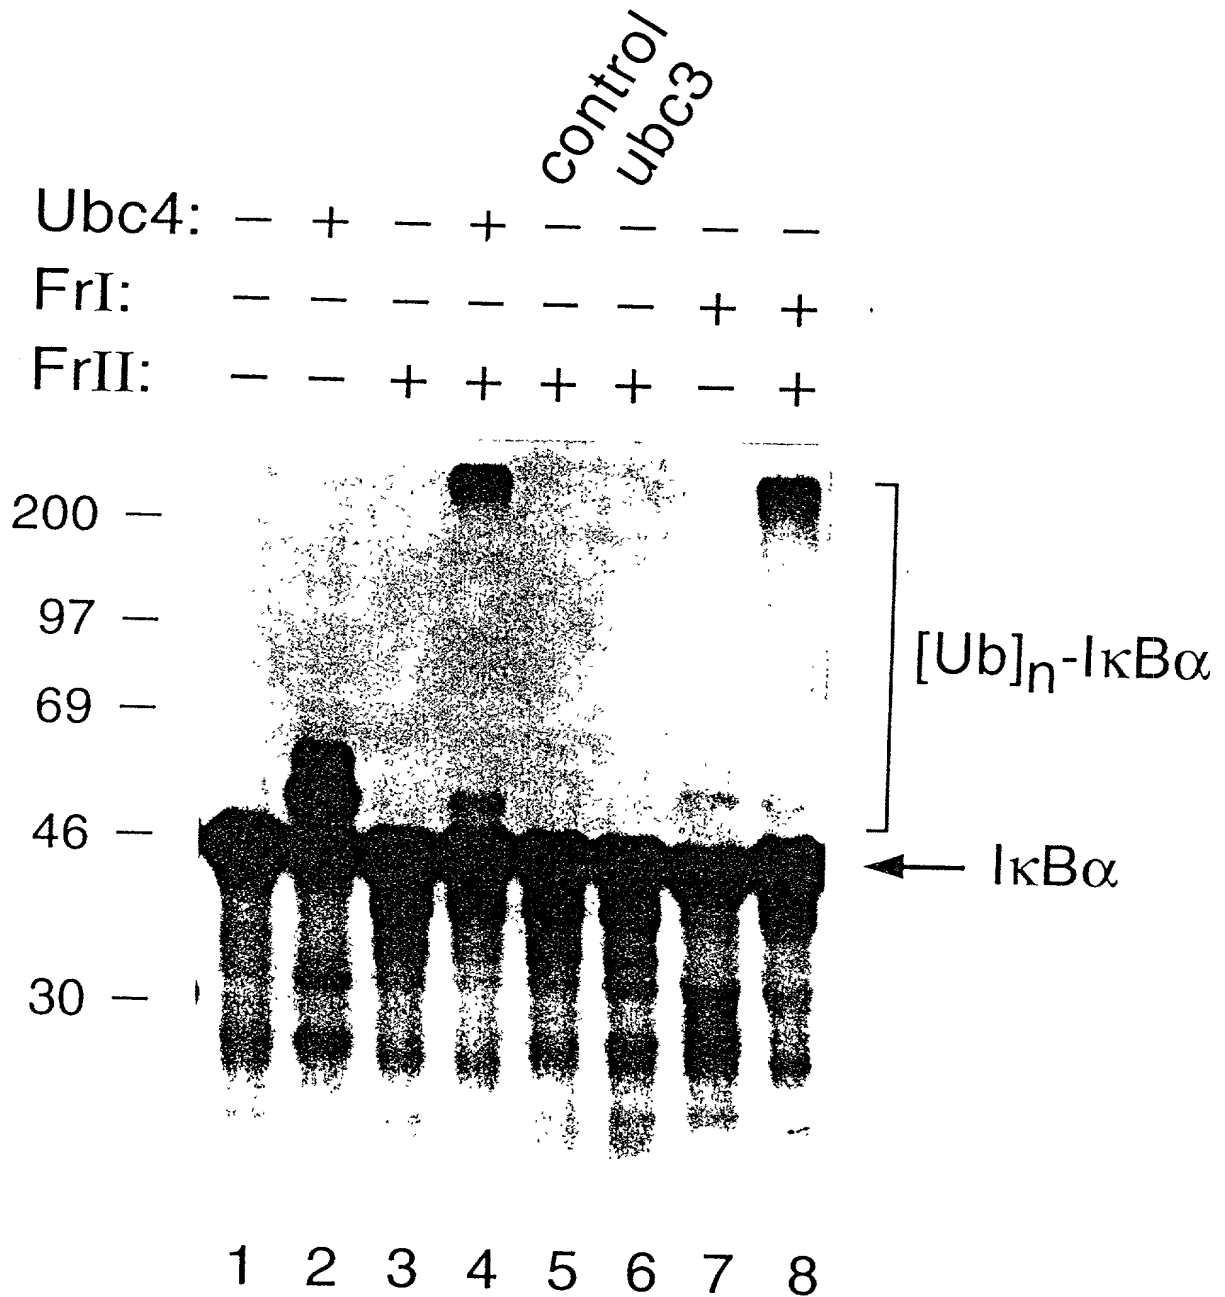 control
ubc3
Ubc4: − + − + − − − −
FrI: − − − − − − + +
FrII: − − + + + + − +
200 —
97 —
69 —
46 —
30 —
[Ub]n-IκBα
IκBα
1 2 3 4 5 6 7 8